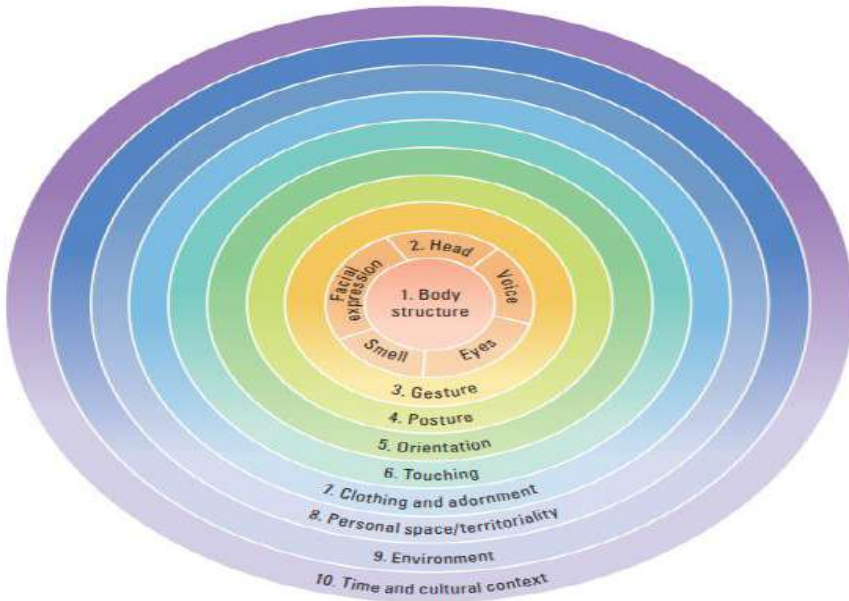 2. Head
Facial
expression
Voice
1. Body
structure
Smell
Eyes
3. Gesture
4. Posture
5. Orientation
6. Touching
7. Clothing and adornment
8. Personal space/territoriality
9. Environment
10. Time and cultural context